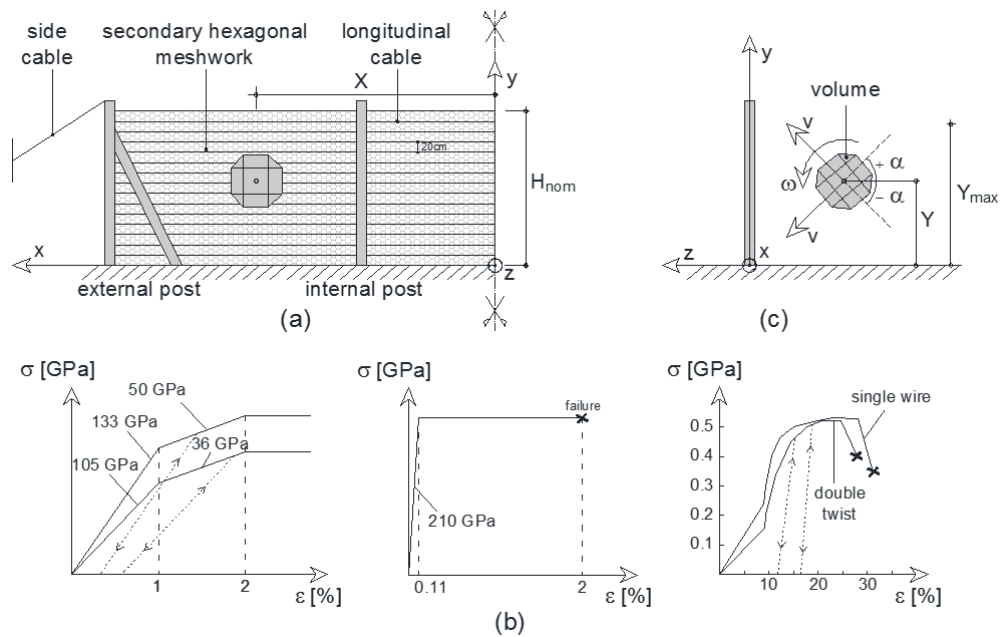 side
cable
secondary hexagonal
meshwork
longitudinal
cable
X
y
20cm
H nom
x
z
external post
internal post
(a)
y
volume
v
+ α
ω
- α
v
Y
Y max
z
x
(c)
σ [GPa]
50 GPa
133 GPa
36 GPa
105 GPa
1
2
ε [%]
σ [GPa]
failure
210 GPa
0.11
2
ε [%]
(b)
σ [GPa]
single wire
0.5
0.4
0.3
0.2
0.1
double
twist
10
20
30
ε [%]